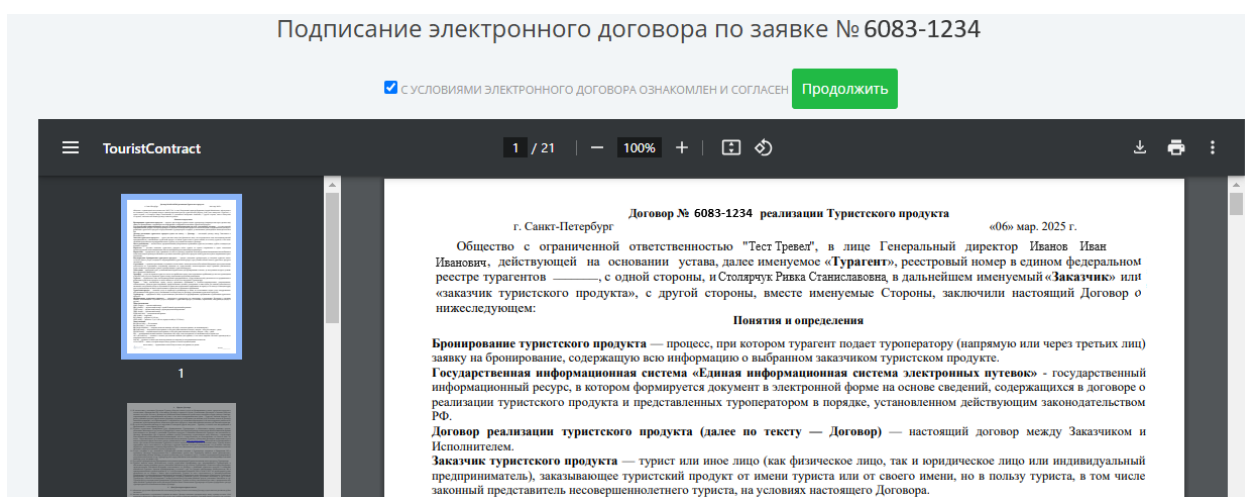 Подписание электронного договора по заявке № 6083-1234
С УСЛОВИЯМИ ЭЛЕКТРОННОГО ДОГОВОРА ОЗНАКОМЛЕН И СОГЛАСЕН Продолжить
TouristContract 1 / 21 100%
Договор № 6083-1234 реализации Туристского продукта
г. Санкт-Петербург «06» мар. 2025 г.
Общество с ограниченной ответственностью "Тест Тревел", в лице Генеральный директор Иванов Иван
Иванович, действующей на основании устава, далее именуемое «Турагент», реестровый номер в едином федеральном
реестре турагентов ______, с одной стороны, и Столярчук Ривка Станиславовна, в дальнейшем именуемый «Заказчик» или
«заказчик туристского продукта», с другой стороны, вместе именуемые Стороны, заключили настоящий Договор о
нижеследующем:
Понятия и определения
Бронирование туристского продукта — процесс, при котором турагент подает туроператору (напрямую или через третьих лиц)
заявку на бронирование, содержащую всю информацию о выбранном заказчиком туристском продукте.
Государственная информационная система «Единая информационная система электронных путевок» - государственный
информационный ресурс, в котором формируется документ в электронной форме на основе сведений, содержащихся в договоре о
реализации туристского продукта и представленных туроператором в порядке, установленном действующим законодательством
РФ.
Договор реализации туристского продукта (далее по тексту — Договор) — настоящий договор между Заказчиком и
Исполнителем.
Заказчик туристского продукта — турист или иное лицо (как физическое лицо, так и юридическое лицо или индивидуальный
предприниматель), заказывающее туристский продукт от имени туриста или от своего имени, но в пользу туриста, в том числе
законный представитель несовершеннолетнего туриста, на условиях настоящего Договора.
1